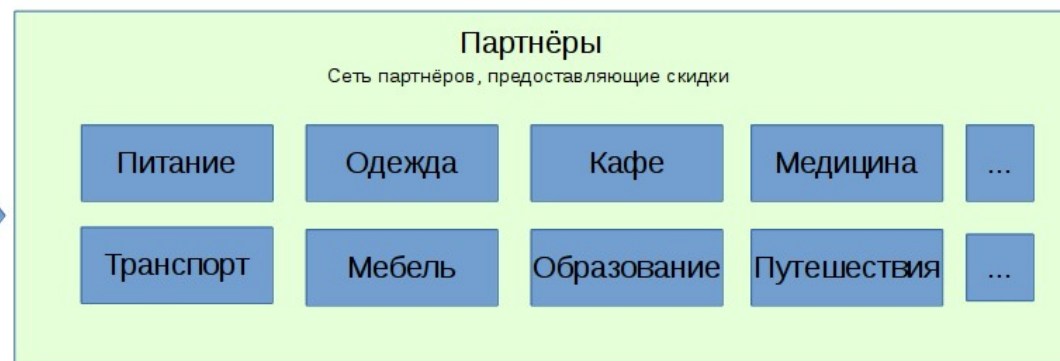 Партнёры
Сеть партнёров, предоставляющие скидки
Питание Одежда Кафе Медицина ...
Транспорт Мебель Образование Путешествия ...